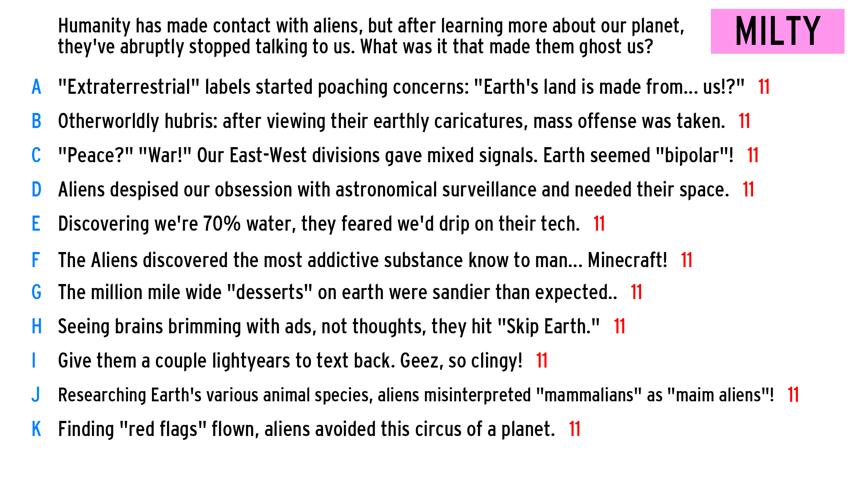 Humanity has made contact with aliens, but after learning more about our planet,
they've abruptly stopped talking to us. What was it that made them ghost us?
MILTY
A "Extraterrestrial" labels started poaching concerns: "Earth's land is made from... us!?" 11
B Otherworldly hubris: after viewing their earthly caricatures, mass offense was taken. 11
C "Peace?" "War!" Our East-West divisions gave mixed signals. Earth seemed "bipolar"! 11
D Aliens despised our obsession with astronomical surveillance and needed their space. 11
E Discovering we're 70% water, they feared we'd drip on their tech. 11
F The Aliens discovered the most addictive substance know to man... Minecraft! 11
G The million mile wide "desserts" on earth were sandier than expected.. 11
H Seeing brains brimming with ads, not thoughts, they hit "Skip Earth." 11
I Give them a couple lightyears to text back. Geez, so clingy! 11
J Researching Earth's various animal species, aliens misinterpreted "mammalians" as "maim aliens"! 11
K Finding "red flags" flown, aliens avoided this circus of a planet. 11